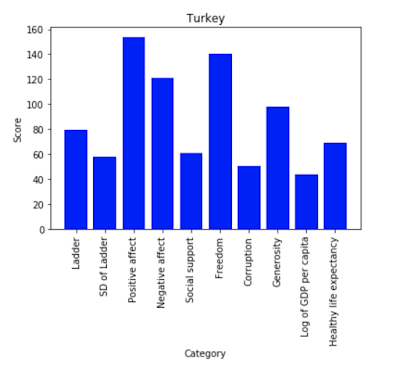 Turkey
160
140
120
100
80
60
40
20
0
Score
Ladder
SD of Ladder
Positive affect
Negative affect
Social support
Freedom
Corruption
Generosity
Log of GDP per capita
Healthy life expectancy
Category